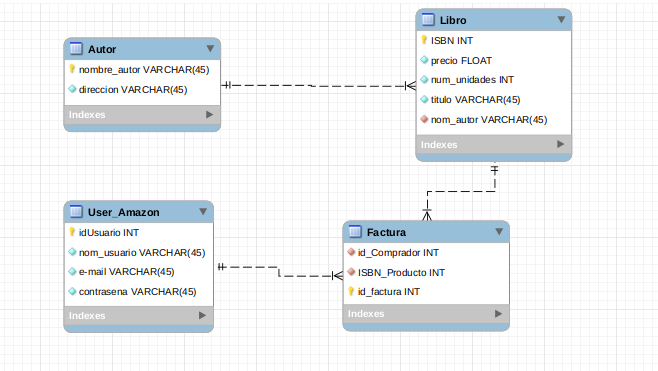 Autor
nombre_autor VARCHAR(45)
direccion VARCHAR(45)
Indexes
Libro
ISBN INT
precio FLOAT
num_unidades INT
titulo VARCHAR(45)
nom_autor VARCHAR(45)
Indexes
User_Amazon
idUsuario INT
nom_usuario VARCHAR(45)
e-mail VARCHAR(45)
contrasena VARCHAR(45)
Indexes
Factura
id_Comprador INT
ISBN_Producto INT
id_factura INT
Indexes